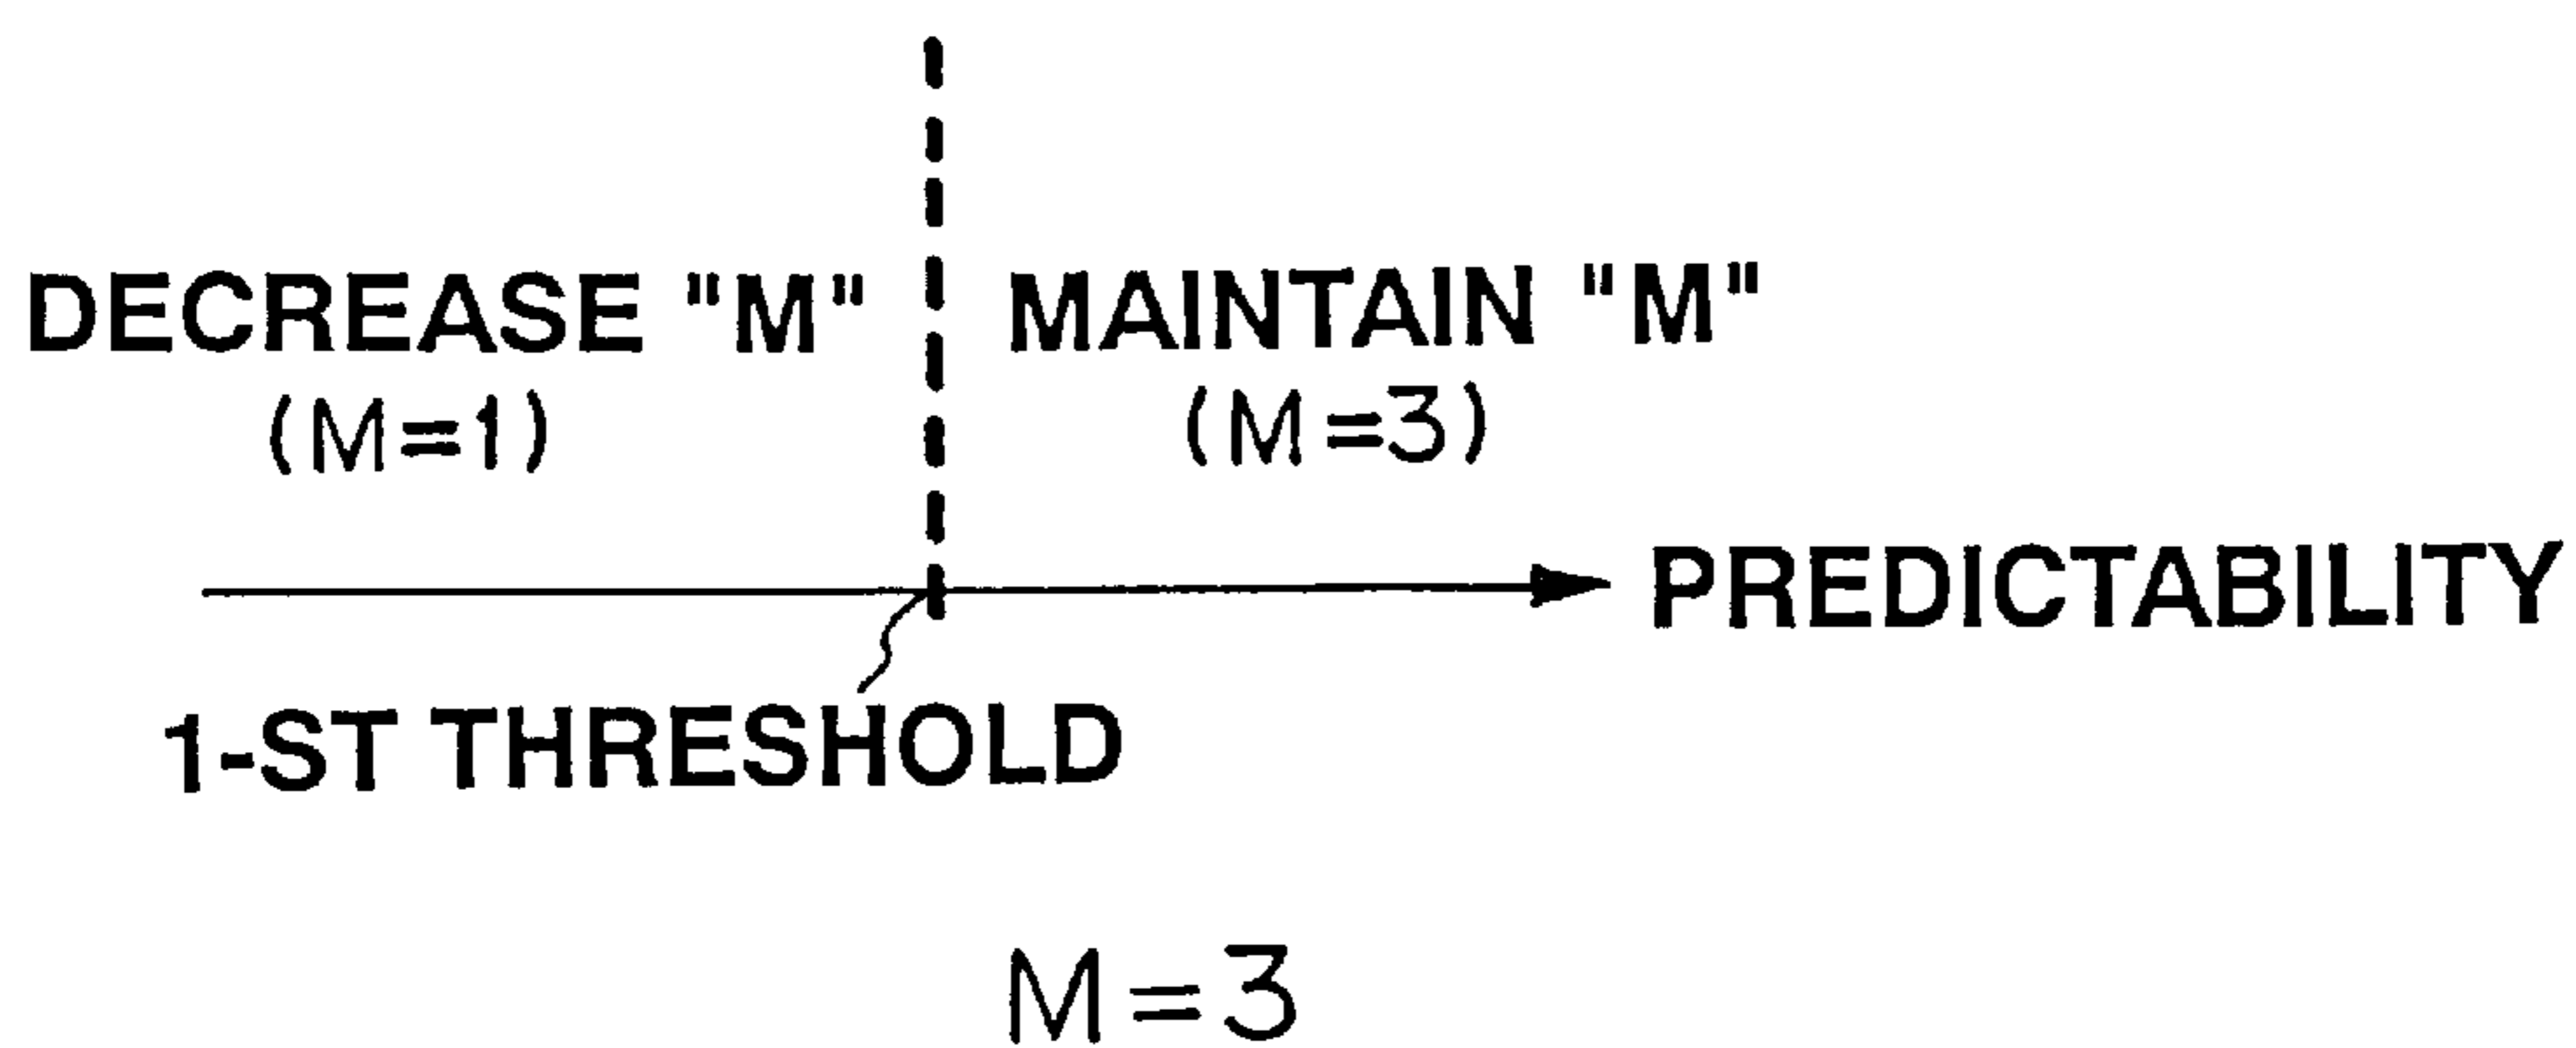 DECREASE "M" MAINTAIN "M"
(M=1) (M=3)
PREDICTABILITY
1-ST THRESHOLD
M=3